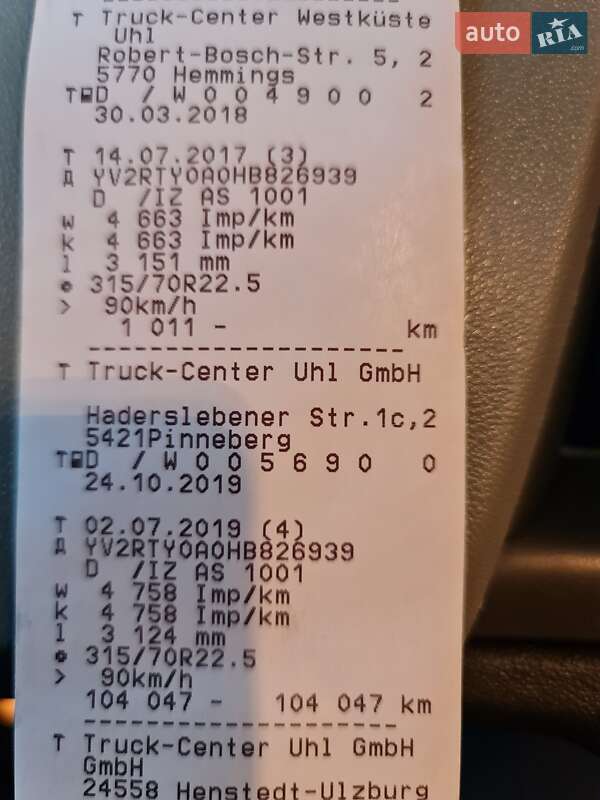 auto RIA .com
T Truck-Center Westküste
Uhl
Robert-Bosch-Str. 5, 2
5770 Hemmings
T D / W 0 0 4 9 0 0 2
30.03.2018
T 14.07.2017 (3)
A YV2RTY0A0HB826939
D /IZ AS 1001
w 4 663 Imp/km
k 4 663 Imp/km
l 3 151 mm
● 315/70R22.5
> 90km/h
1 011 - km
--------------------
T Truck-Center Uhl GmbH
Haderslebener Str.1c,2
5421Pinneberg
T D / W 0 0 5 6 9 0 0
24.10.2019
T 02.07.2019 (4)
A YV2RTY0A0HB826939
D /IZ AS 1001
w 4 758 Imp/km
k 4 758 Imp/km
l 3 124 mm
● 315/70R22.5
> 90km/h
104 047 - 104 047 km
--------------------
T Truck-Center Uhl GmbH
GmbH
24558 Henstedt-Ulzburg